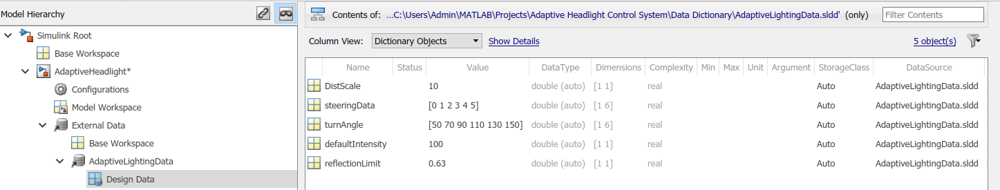 Model Hierarchy
Simulink Root
Base Workspace
AdaptiveHeadlight*
Configurations
Model Workspace
External Data
Base Workspace
AdaptiveLightingData
Design Data
Contents of: ...C:\Users\Admin\MATLAB\Projects\Adaptive Headlight Control System\Data Dictionary\AdaptiveLightingData.sldd' (only) Filter Contents
Column View: Dictionary Objects Show Details 5 object(s)
Name Status Value DataType Dimensions Complexity Min Max Unit Argument StorageClass DataSource
DistScale 10 double (auto) [1 1] real Auto AdaptiveLightingData.sldd
steeringData [0 1 2 3 4 5] double (auto) [1 6] real Auto AdaptiveLightingData.sldd
turnAngle [50 70 90 110 130 150] double (auto) [1 6] real Auto AdaptiveLightingData.sldd
defaultIntensity 100 double (auto) [1 1] real Auto AdaptiveLightingData.sldd
reflectionLimit 0.63 double (auto) [1 1] real Auto AdaptiveLightingData.sldd